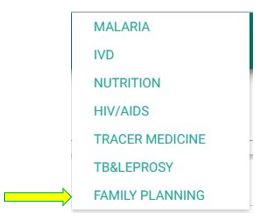 MALARIA
IVD
NUTRITION
HIV/AIDS
TRACER MEDICINE
TB&LEPROSY
FAMILY PLANNING